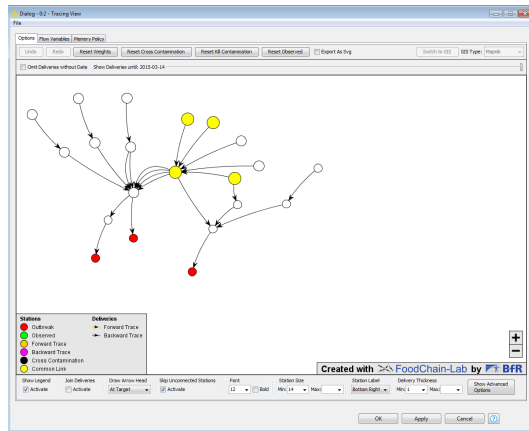 Dialog - 0:2 - Tracing View
File
Options Flow Variables Memory Policy
Undo Redo Reset Weights Reset Cross Contamination Reset Kill Contamination Reset Observed Export As Svg Switch to GIS GIS Type: Mapnik
Omit Deliveries without Date Show Deliveries until: 2015-03-14
Stations Deliveries
Outbreak Forward Trace
Observed Backward Trace
Forward Trace
Backward Trace
Cross Contamination
Common Link
+
−
Created with FoodChain-Lab by BfR
Show Legend Join Deliveries Draw Arrow Head Skip Unconnected Stations Font Station Size Station Label Delivery Thickness
Activate Activate At Target Activate 12 Bold Min: 14 Max: Bottom Right Min: 1 Max: Show Advanced Options
OK Apply Cancel ?